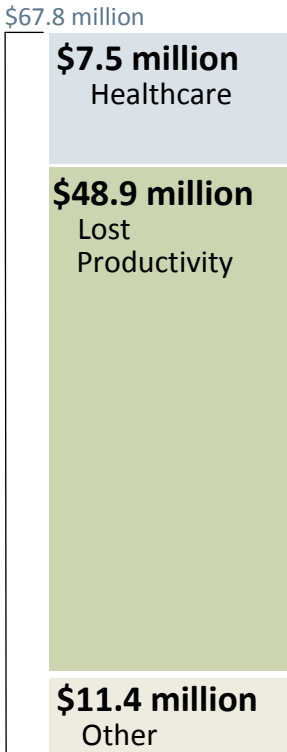 $67.8 million
$7.5 million
Healthcare
$48.9 million
Lost
Productivity
$11.4 million
Other